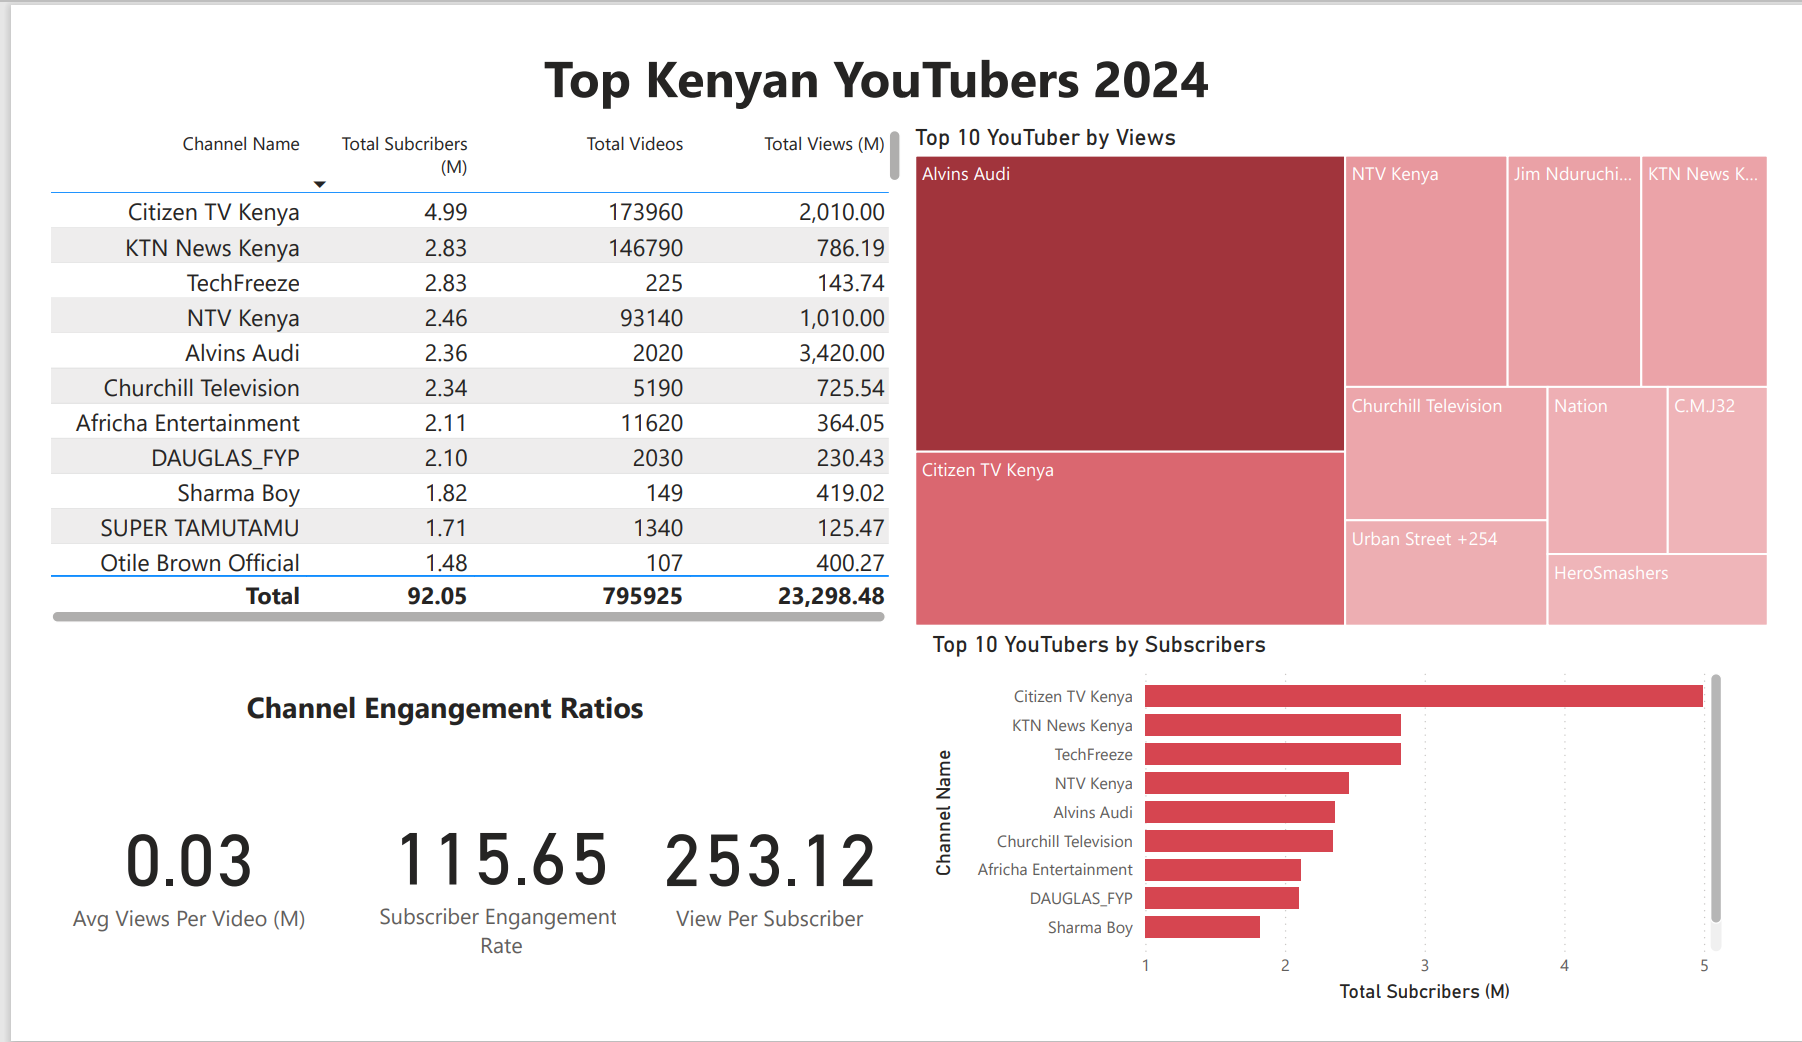 Top Kenyan YouTubers 2024
Channel Name Total Subcribers (M) Total Videos Total Views (M)
Citizen TV Kenya 4.99 173960 2,010.00
KTN News Kenya 2.83 146790 786.19
TechFreeze 2.83 225 143.74
NTV Kenya 2.46 93140 1,010.00
Alvins Audi 2.36 2020 3,420.00
Churchill Television 2.34 5190 725.54
Africha Entertainment 2.11 11620 364.05
DAUGLAS_FYP 2.10 2030 230.43
Sharma Boy 1.82 149 419.02
SUPER TAMUTAMU 1.71 1340 125.47
Otile Brown Official 1.48 107 400.27
Total 92.05 795925 23,298.48
Top 10 YouTuber by Views
Alvins Audi
Citizen TV Kenya
NTV Kenya
Jim Nduruchi...
KTN News K...
Churchill Television
Nation
C.M.J32
Urban Street +254
HeroSmashers
Channel Engangement Ratios
0.03
Avg Views Per Video (M)
115.65
Subscriber Engangement
Rate
253.12
View Per Subscriber
Top 10 YouTubers by Subscribers
Channel Name
Citizen TV Kenya
KTN News Kenya
TechFreeze
NTV Kenya
Alvins Audi
Churchill Television
Africha Entertainment
DAUGLAS_FYP
Sharma Boy
1 2 3 4 5
Total Subcribers (M)